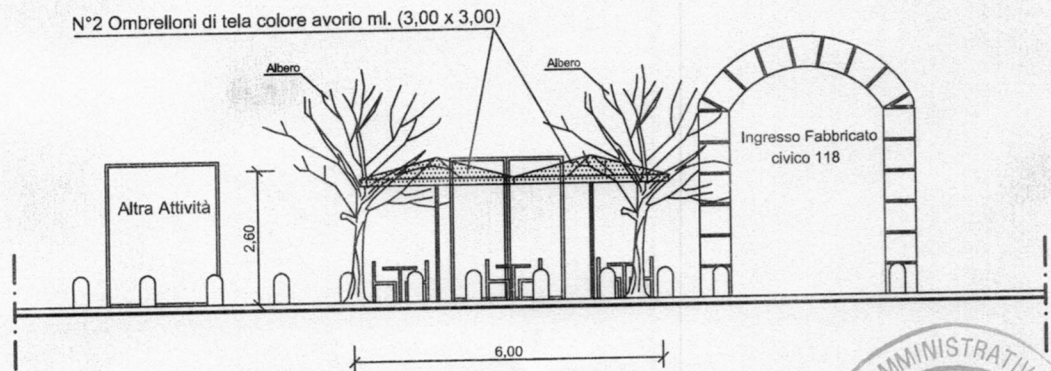 N°2 Ombrelloni di tela colore avorio ml. (3,00 x 3,00)
Albero
Albero
Ingresso Fabbricato
civico 118
Altra Attività
2,60
6,00
MMINISTRATIV